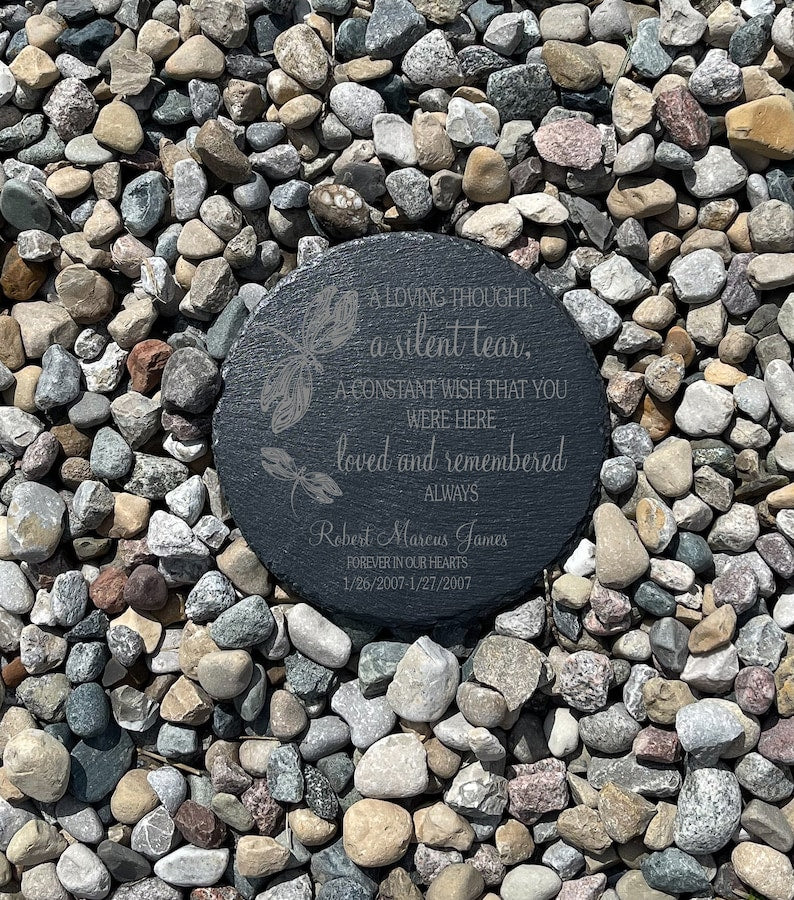 A LOVING THOUGHT,
a silent tear,
A CONSTANT WISH THAT YOU
WERE HERE
loved and remembered
ALWAYS
Robert Marcus James
FOREVER IN OUR HEARTS
1/26/2007-1/27/2007